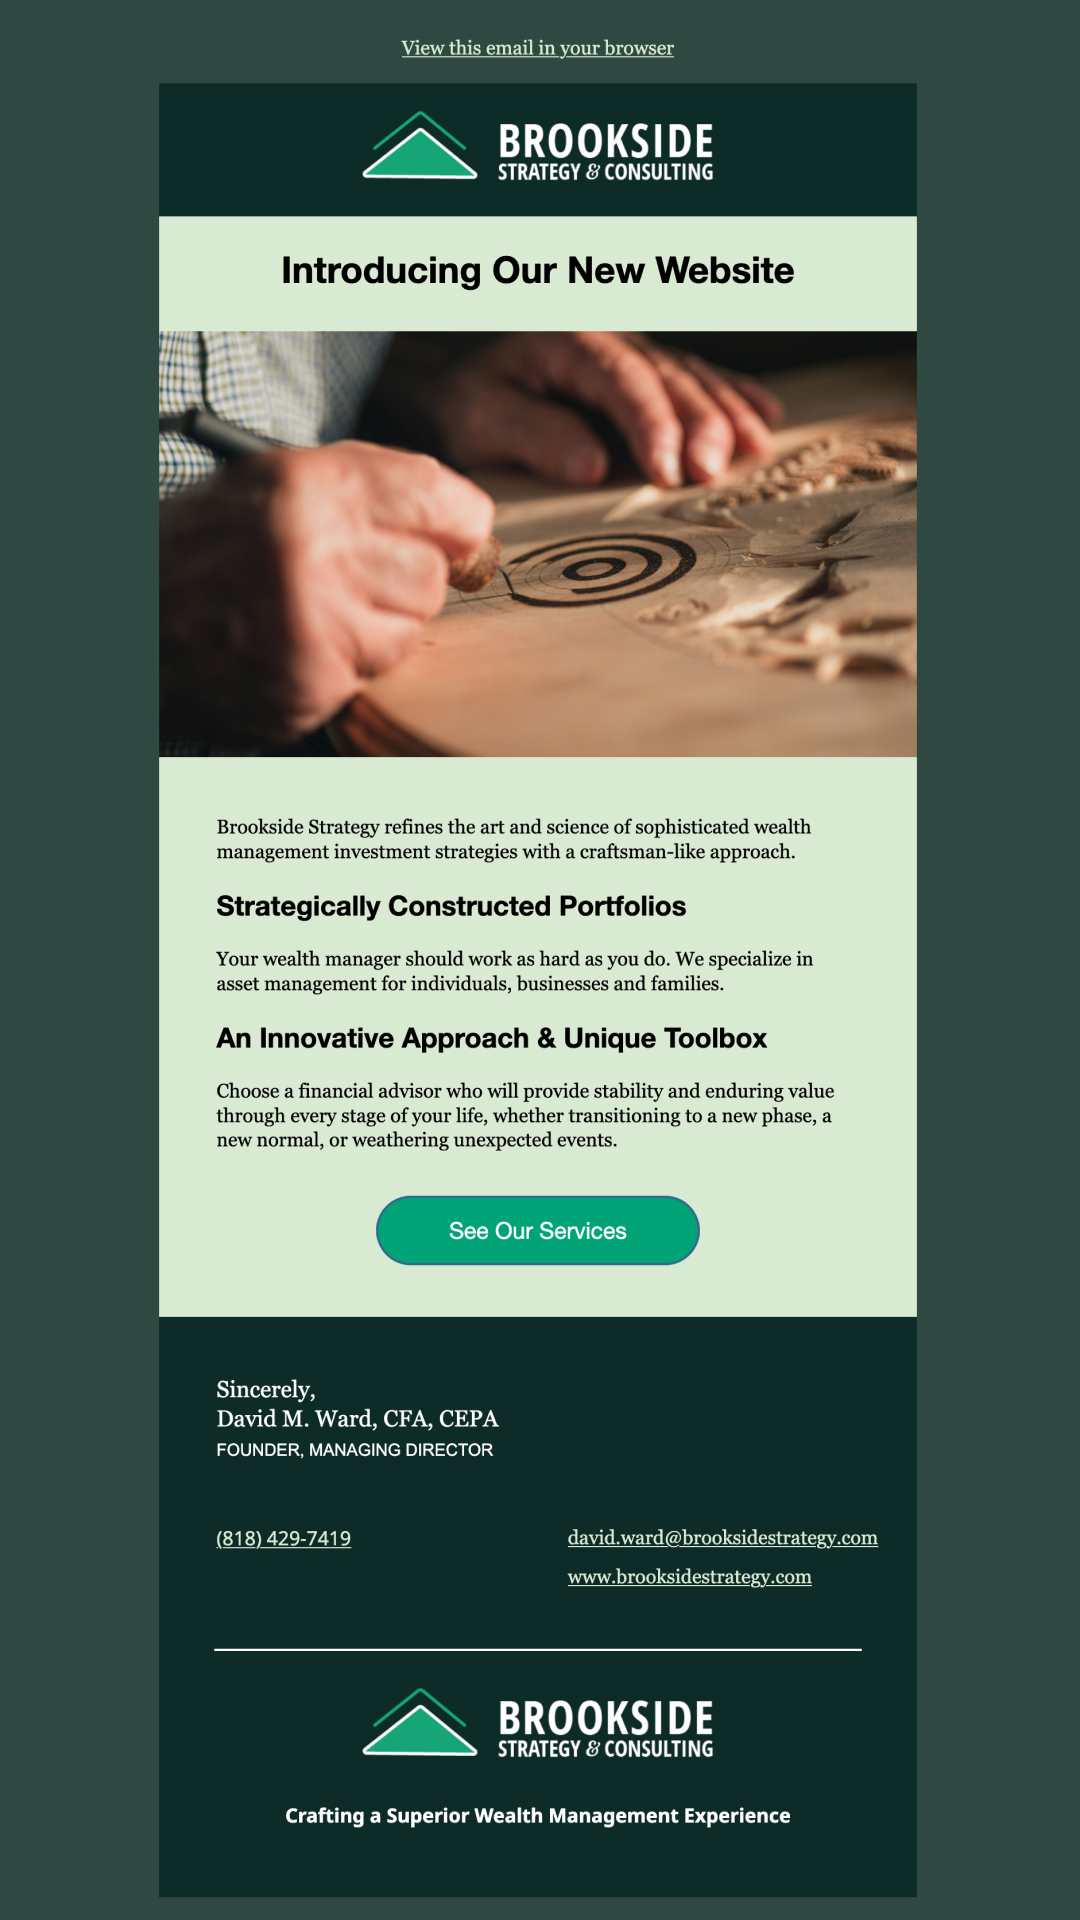 View this email in your browser
BROOKSIDE
STRATEGY & CONSULTING
Introducing Our New Website
Brookside Strategy refines the art and science of sophisticated wealth
management investment strategies with a craftsman-like approach.
Strategically Constructed Portfolios
Your wealth manager should work as hard as you do. We specialize in
asset management for individuals, businesses and families.
An Innovative Approach & Unique Toolbox
Choose a financial advisor who will provide stability and enduring value
through every stage of your life, whether transitioning to a new phase, a
new normal, or weathering unexpected events.
See Our Services
Sincerely,
David M. Ward, CFA, CEPA
FOUNDER, MANAGING DIRECTOR
(818) 429-7419
david.ward@brooksidestrategy.com
www.brooksidestrategy.com
BROOKSIDE
STRATEGY & CONSULTING
Crafting a Superior Wealth Management Experience